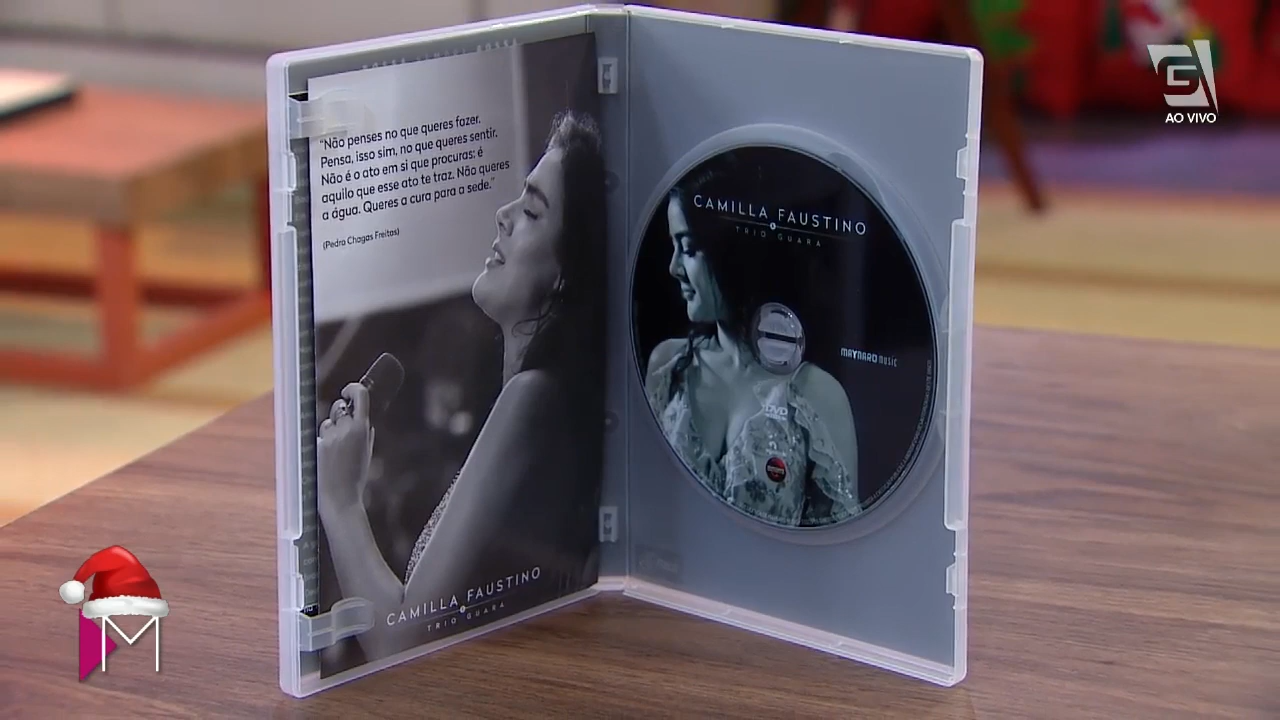 "Não penses no que queres fazer.
Pensa, isso sim, no que queres sentir.
Não é o ato em si que procuras: é
aquilo que esse ato te traz. Não queres
a água. Queres a cura para a sede."
(Pedro Chagas Freitas)
CAMILLA FAUSTINO
TRIO GUARA
CAMILLA FAUSTINO
TRIO GUARA
MAYNARD MUSIC
DVD
G
AO VIVO
M